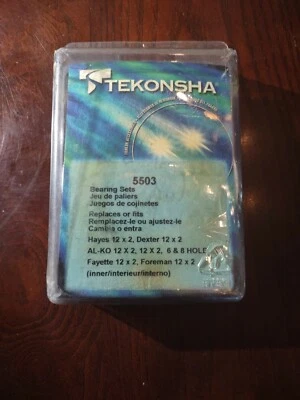 TEKONSHA
5503
Bearing Sets
Jeu de paliers
Juegos de cojinetes
Replaces or fits
Remplacez-le ou ajustez-le
Cambia o entra
Hayes 12 x 2, Dexter 12 x 2
AL-KO 12 X 2, 12 X 2, 6 & 8 HOLE
Fayette 12 x 2, Foreman 12 x 2
(inner/interieur/interno)